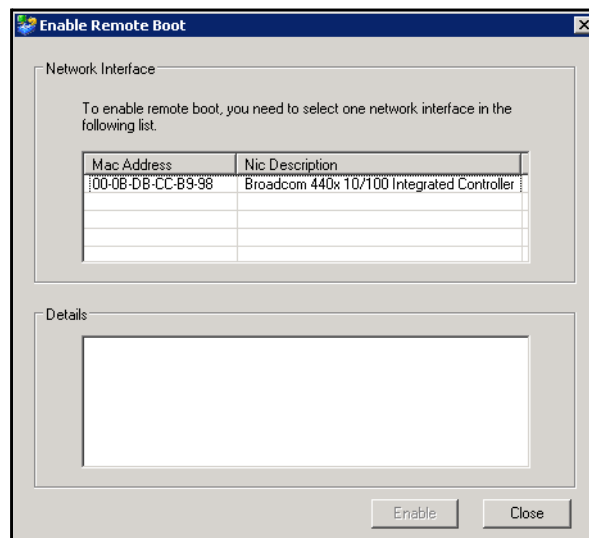 Enable Remote Boot
Network Interface
To enable remote boot, you need to select one network interface in the
following list.
Mac Address Nic Description
00-0B-DB-CC-B9-98 Broadcom 440x 10/100 Integrated Controller
Details
Enable Close